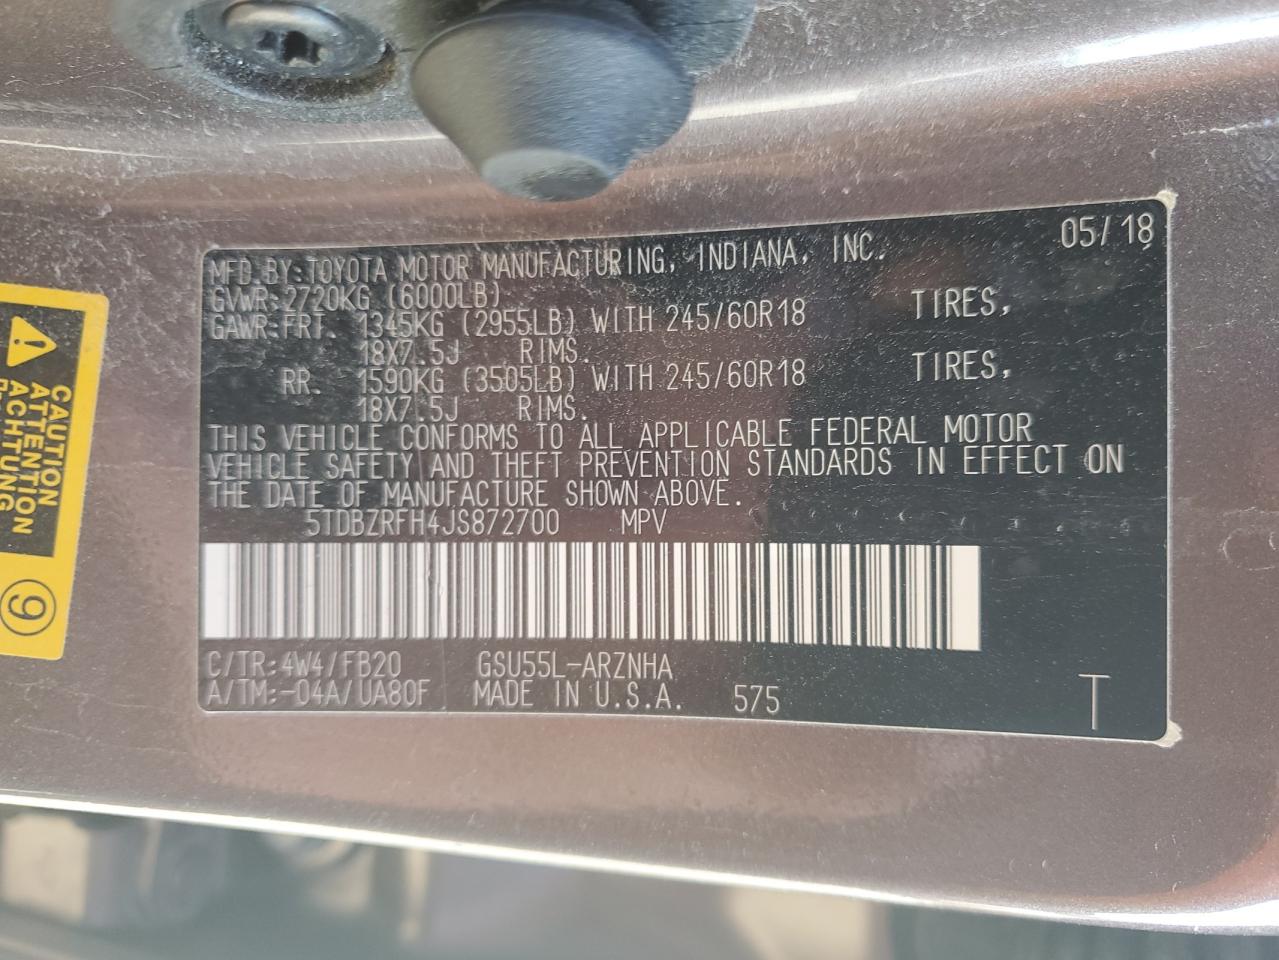 05/18
MFD.BY:TOYOTA MOTOR MANUFACTURING, INDIANA, INC.
GVWR:2720KG (6000LB)
GAWR:FRT. 1345KG (2955LB) WITH 245/60R18 TIRES,
18X7.5J RIMS.
RR. 1590KG (3505LB) WITH 245/60R18 TIRES,
18X7.5J RIMS.
THIS VEHICLE CONFORMS TO ALL APPLICABLE FEDERAL MOTOR
VEHICLE SAFETY AND THEFT PREVENTION STANDARDS IN EFFECT ON
THE DATE OF MANUFACTURE SHOWN ABOVE.
5TDBZRFH4JS872700 MPV
C/TR:4W4/FB20 GSU55L-ARZNHA
A/TM:-04A/UA80F MADE IN U.S.A. 575 T
CAUTION
ATTENTION
ACHTUNG
9